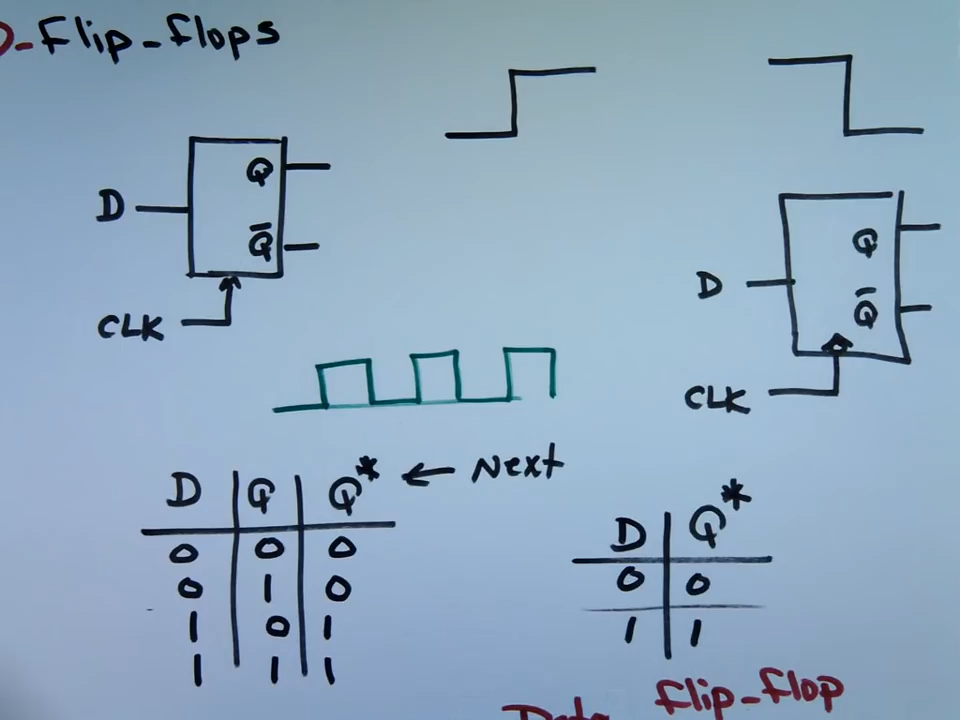 D-Flip-flops
Q
D
Q̅
CLK
Q
D
Q̅
CLK
D Q Q* ← Next
0 0 0
0 1 0
1 0 1
1 1 1
D Q*
0 0
1 1
Data Flip-flop